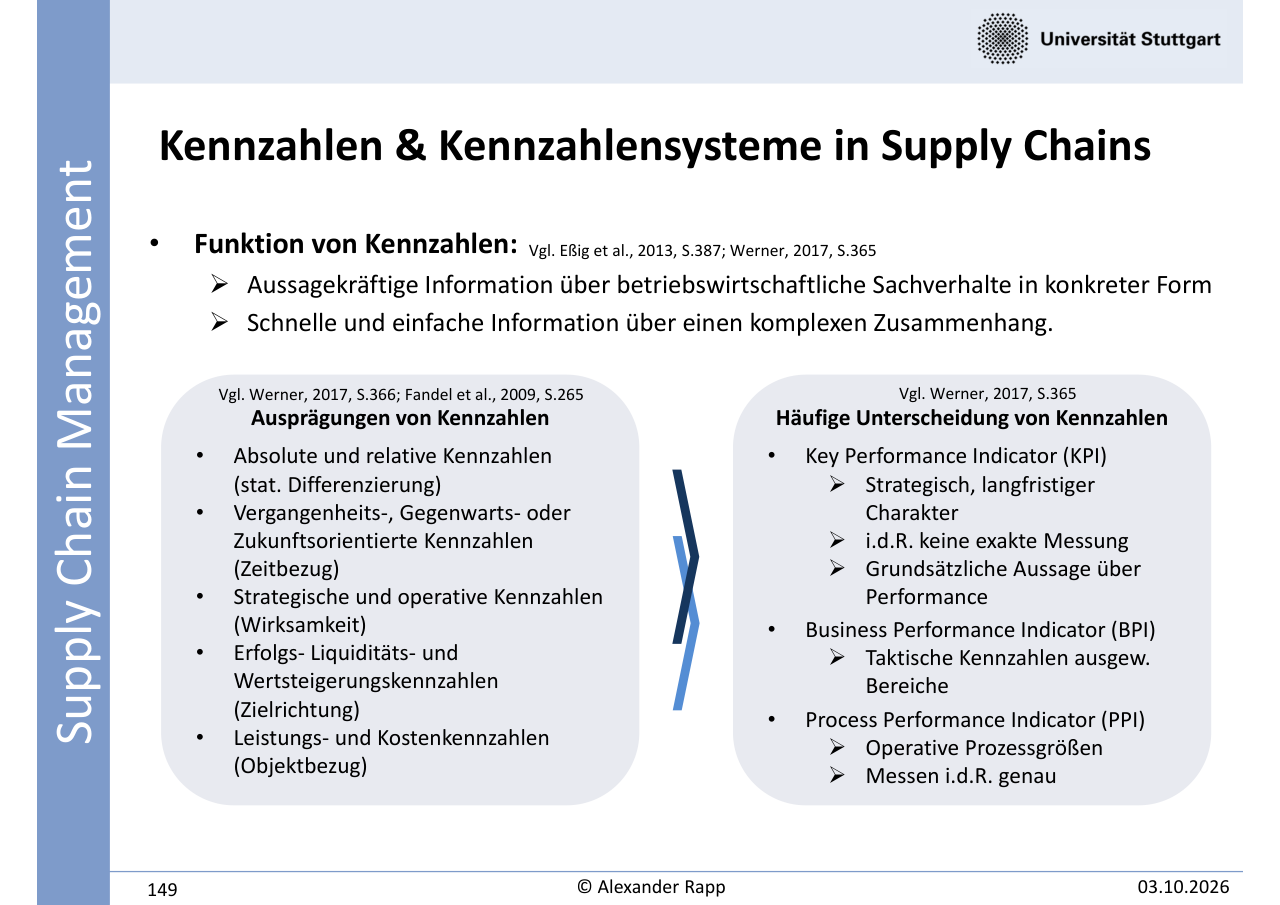 Universität Stuttgart
Supply Chain Management
Kennzahlen & Kennzahlensysteme in Supply Chains
• Funktion von Kennzahlen: Vgl. Eßig et al., 2013, S.387; Werner, 2017, S.365
➢ Aussagekräftige Information über betriebswirtschaftliche Sachverhalte in konkreter Form
➢ Schnelle und einfache Information über einen komplexen Zusammenhang.
Vgl. Werner, 2017, S.366; Fandel et al., 2009, S.265
Ausprägungen von Kennzahlen
• Absolute und relative Kennzahlen
(stat. Differenzierung)
• Vergangenheits-, Gegenwarts- oder
Zukunftsorientierte Kennzahlen
(Zeitbezug)
• Strategische und operative Kennzahlen
(Wirksamkeit)
• Erfolgs- Liquiditäts- und
Wertsteigerungskennzahlen
(Zielrichtung)
• Leistungs- und Kostenkennzahlen
(Objektbezug)
Vgl. Werner, 2017, S.365
Häufige Unterscheidung von Kennzahlen
• Key Performance Indicator (KPI)
➢ Strategisch, langfristiger
Charakter
➢ i.d.R. keine exakte Messung
➢ Grundsätzliche Aussage über
Performance
• Business Performance Indicator (BPI)
➢ Taktische Kennzahlen ausgew.
Bereiche
• Process Performance Indicator (PPI)
➢ Operative Prozessgrößen
➢ Messen i.d.R. genau
149
© Alexander Rapp
03.10.2026